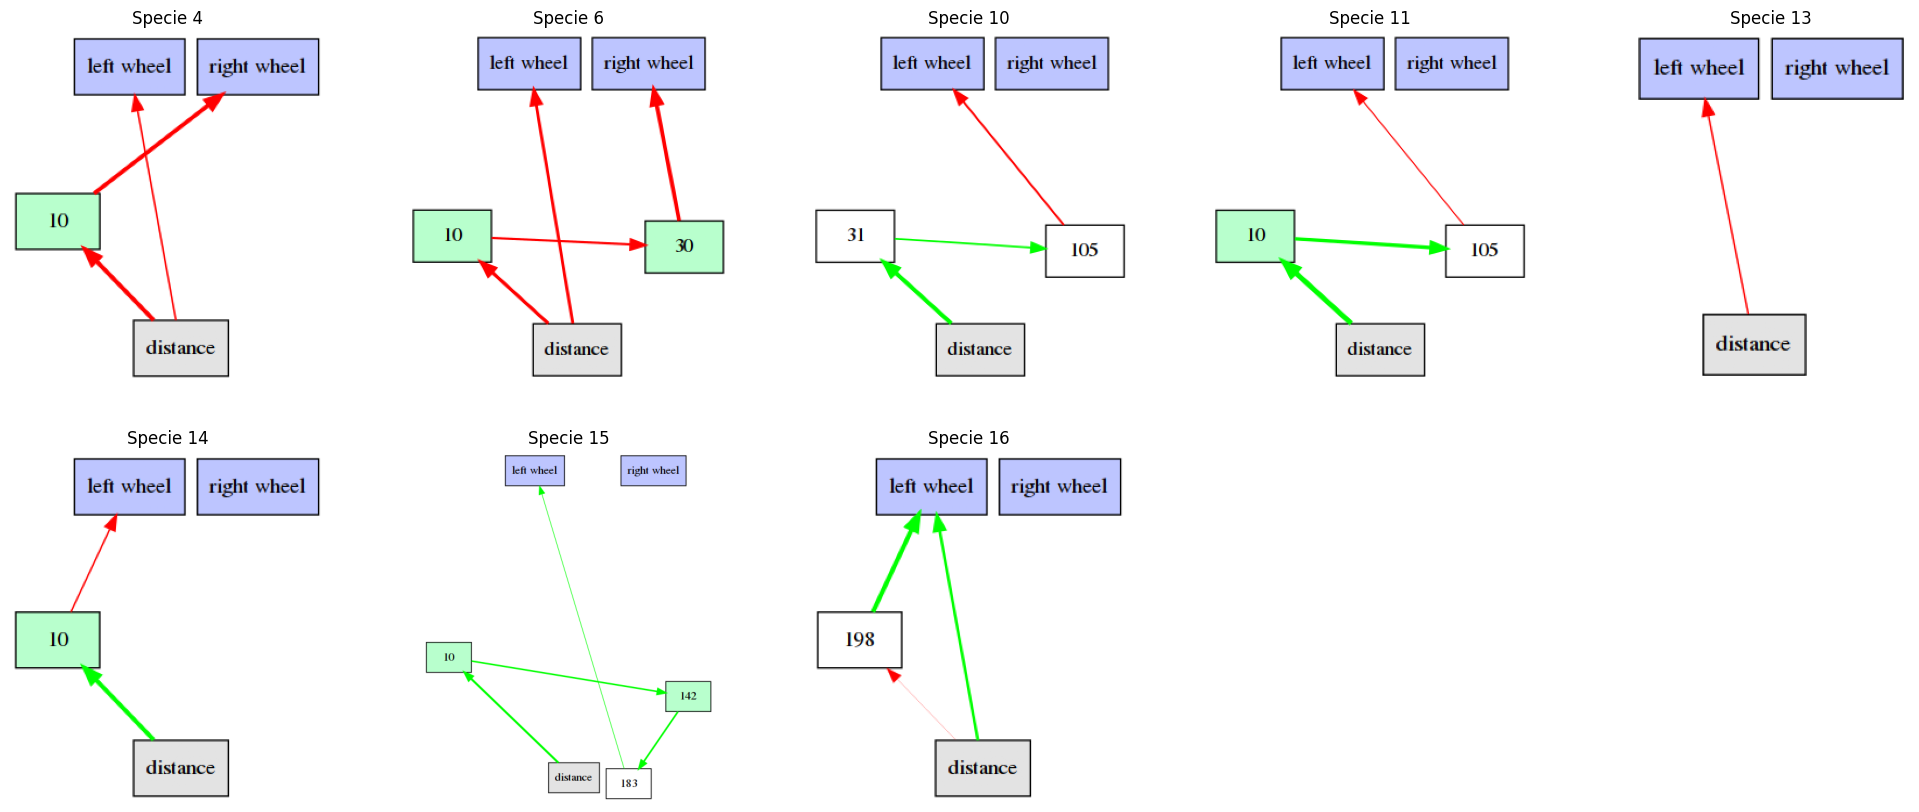 Specie 4
left wheel
right wheel
10
distance
Specie 6
left wheel
right wheel
10
30
distance
Specie 10
left wheel
right wheel
31
105
distance
Specie 11
left wheel
right wheel
10
105
distance
Specie 13
left wheel
right wheel
distance
Specie 14
left wheel
right wheel
10
distance
Specie 15
left wheel
right wheel
10
142
distance
183
Specie 16
left wheel
right wheel
198
distance